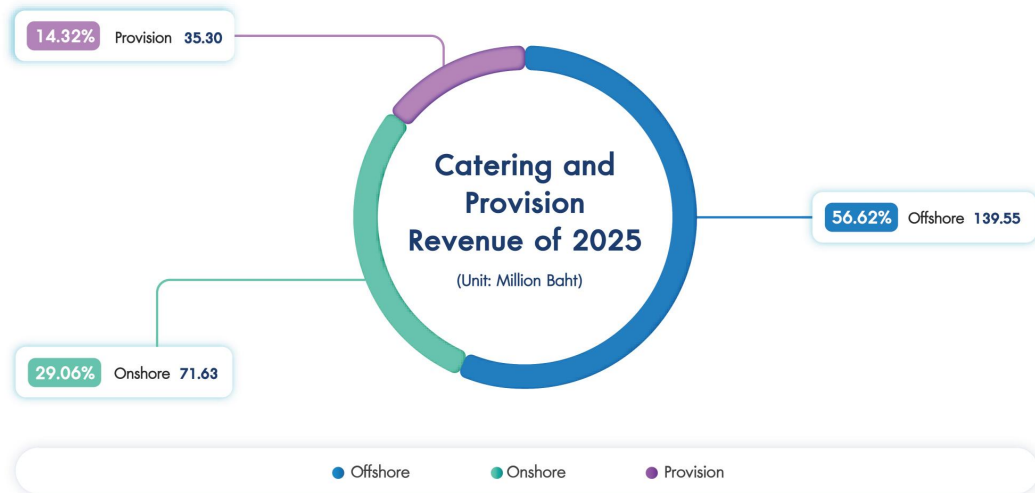 14.32% Provision 35.30
Catering and
Provision
Revenue of 2025
(Unit: Million Baht)
56.62% Offshore 139.55
29.06% Onshore 71.63
Offshore Onshore Provision